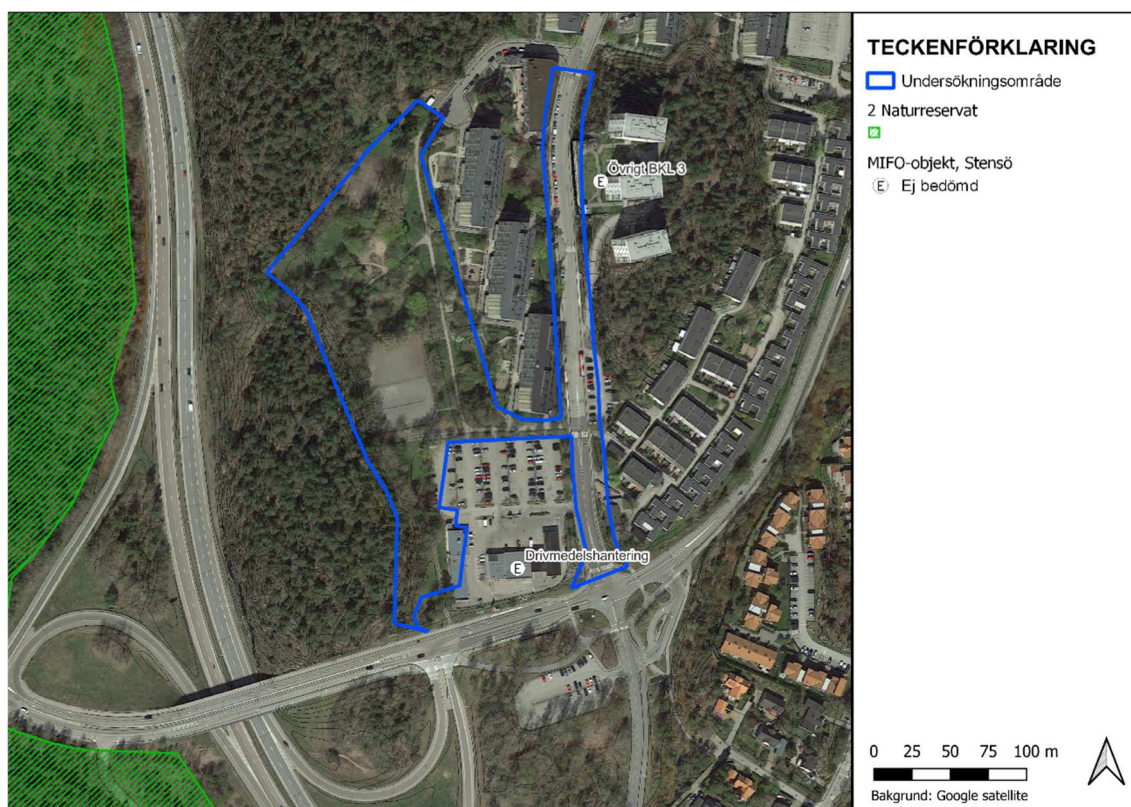 TECKENFÖRKLARING
Undersökningsområde
2 Naturreservat
MIFO-objekt, Stensö
E Ej bedömd
Övrigt BKL 3
E
Drivmedelshantering
E
0 25 50 75 100 m
Bakgrund: Google satellite